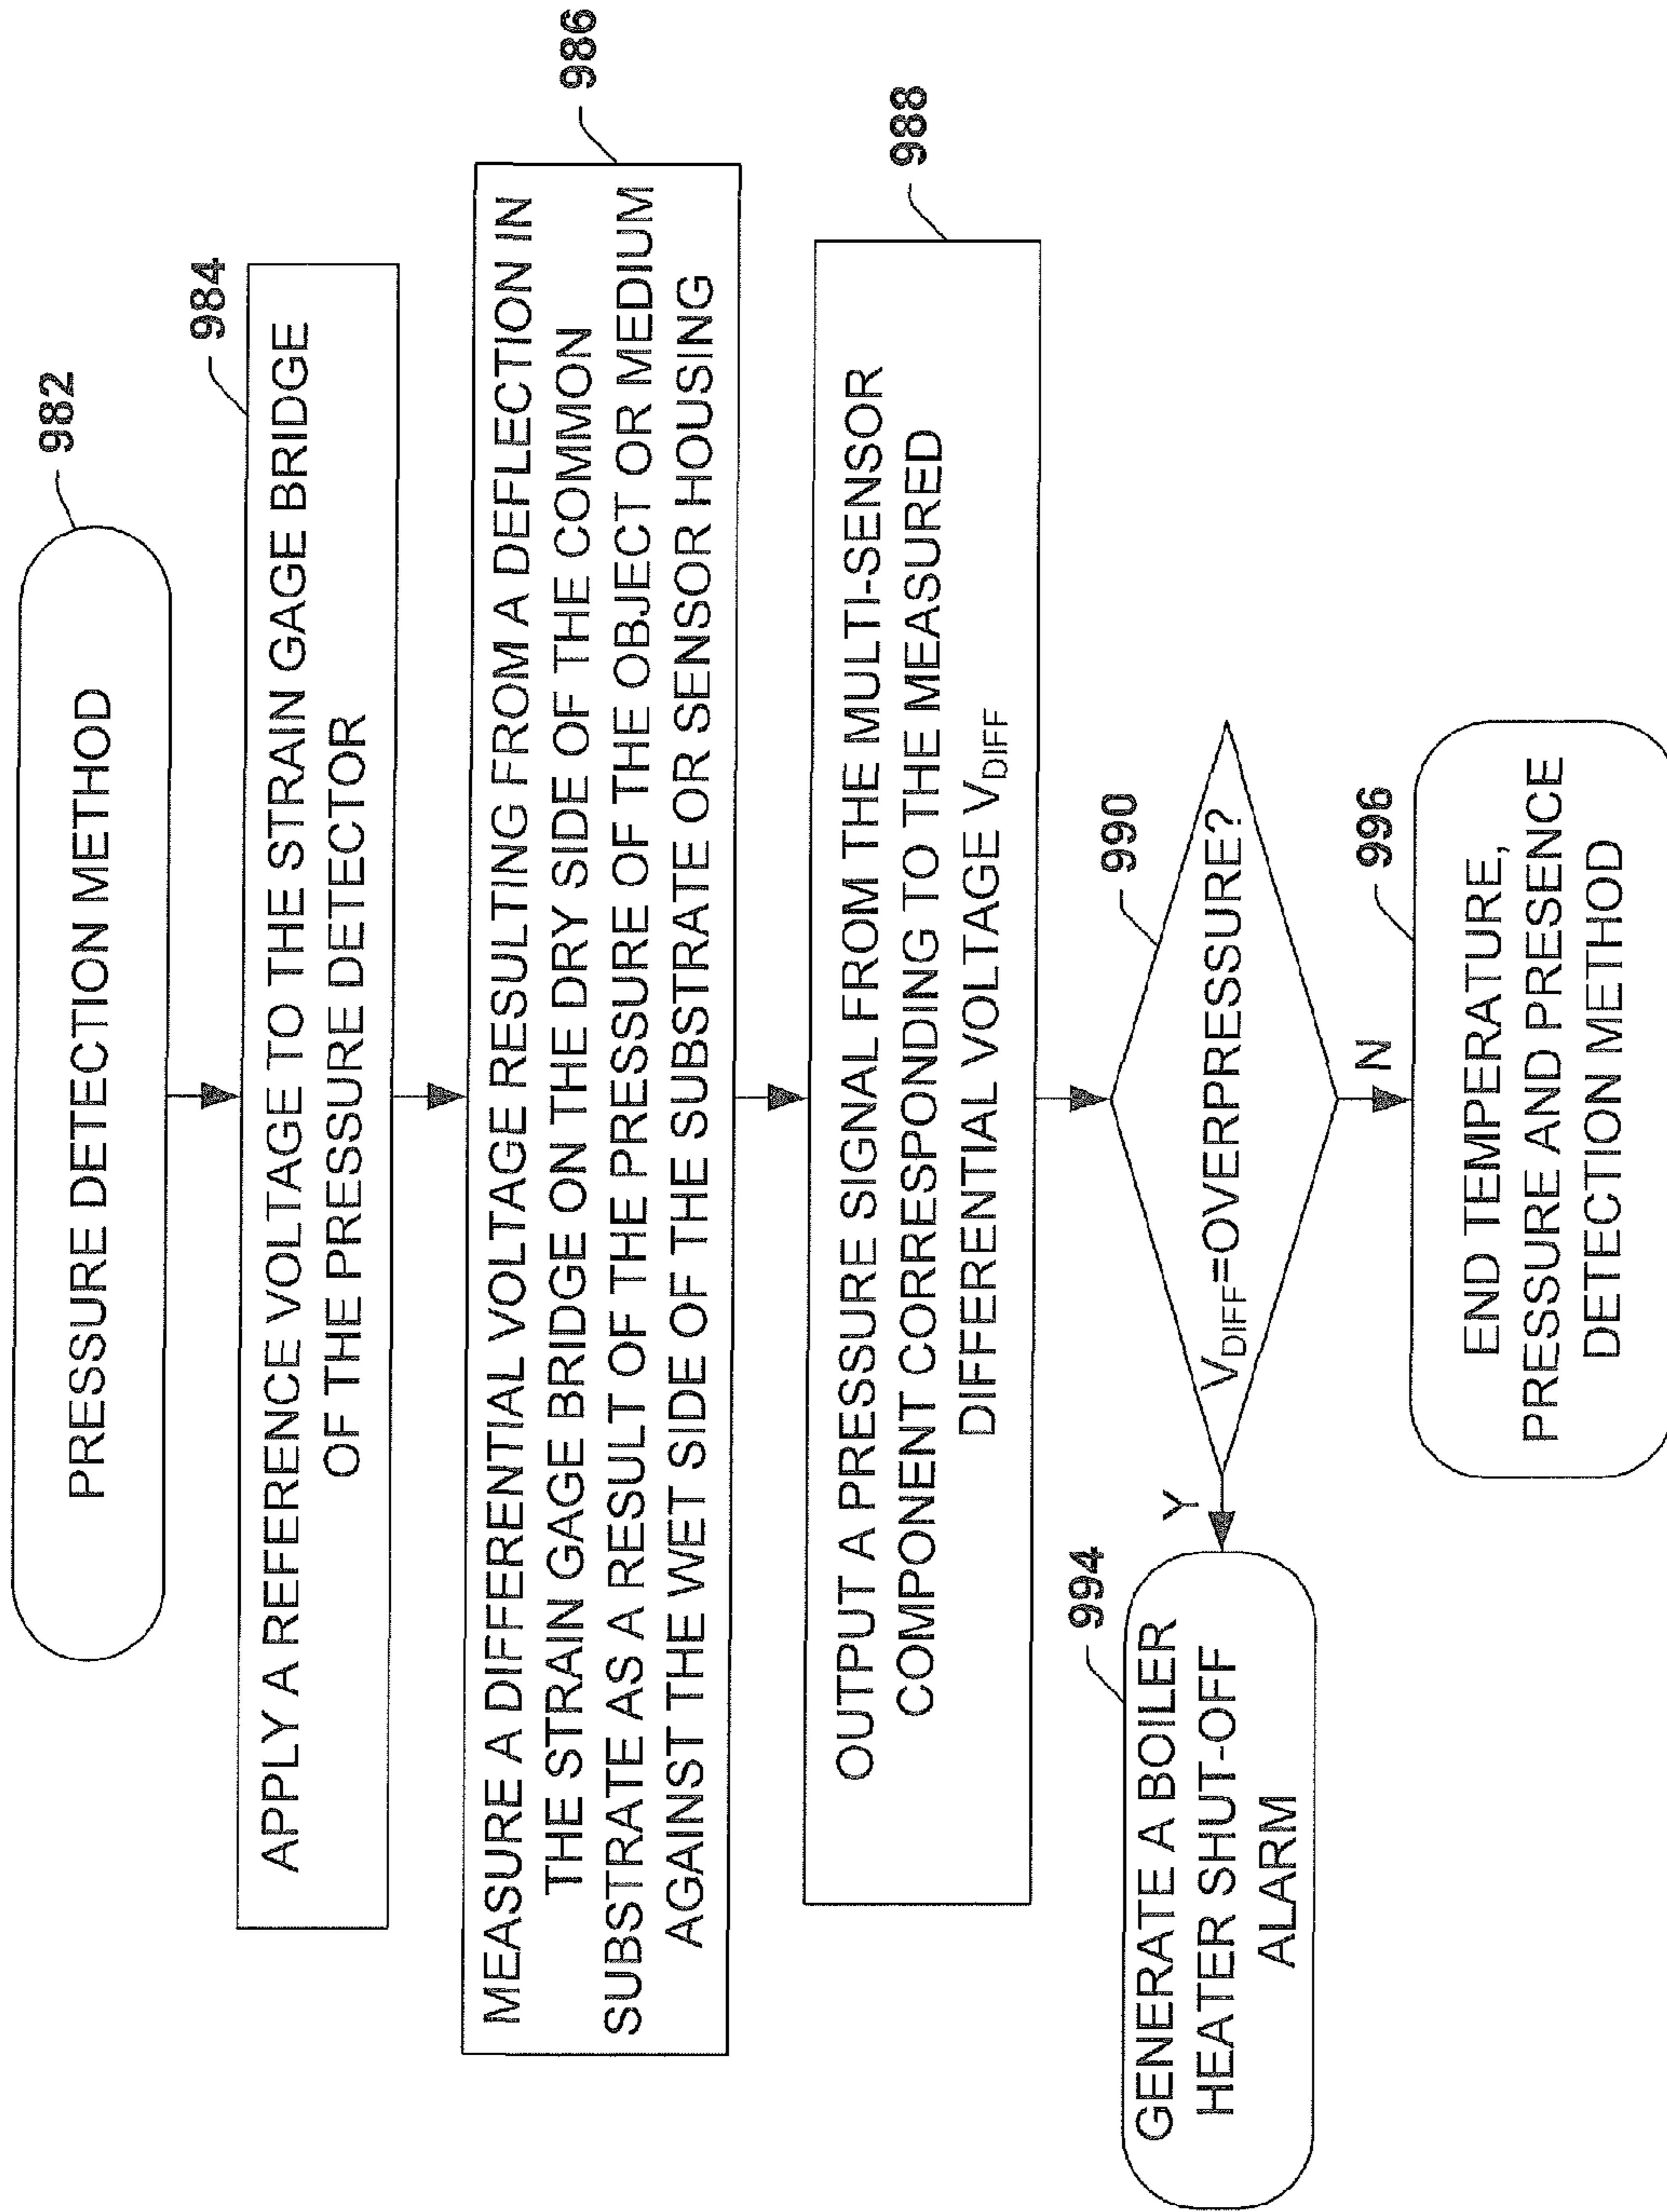 PRESSURE DETECTION METHOD
982
APPLY A REFERENCE VOLTAGE TO THE STRAIN GAGE BRIDGE
OF THE PRESSURE DETECTOR
984
MEASURE A DIFFERENTIAL VOLTAGE RESULTING FROM A DEFLECTION IN
THE STRAIN GAGE BRIDGE ON THE DRY SIDE OF THE COMMON
SUBSTRATE AS A RESULT OF THE PRESSURE OF THE OBJECT OR MEDIUM
AGAINST THE WET SIDE OF THE SUBSTRATE OR SENSOR HOUSING
986
OUTPUT A PRESSURE SIGNAL FROM THE MULTI-SENSOR
COMPONENT CORRESPONDING TO THE MEASURED
DIFFERENTIAL VOLTAGE VDIFF
988
VDIFF=OVERPRESSURE?
990
Y
GENERATE A BOILER
HEATER SHUT-OFF
ALARM
994
N
END TEMPERATURE,
PRESSURE AND PRESENCE
DETECTION METHOD
996